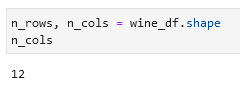 n_rows, n_cols = wine_df.shape
n_cols
12